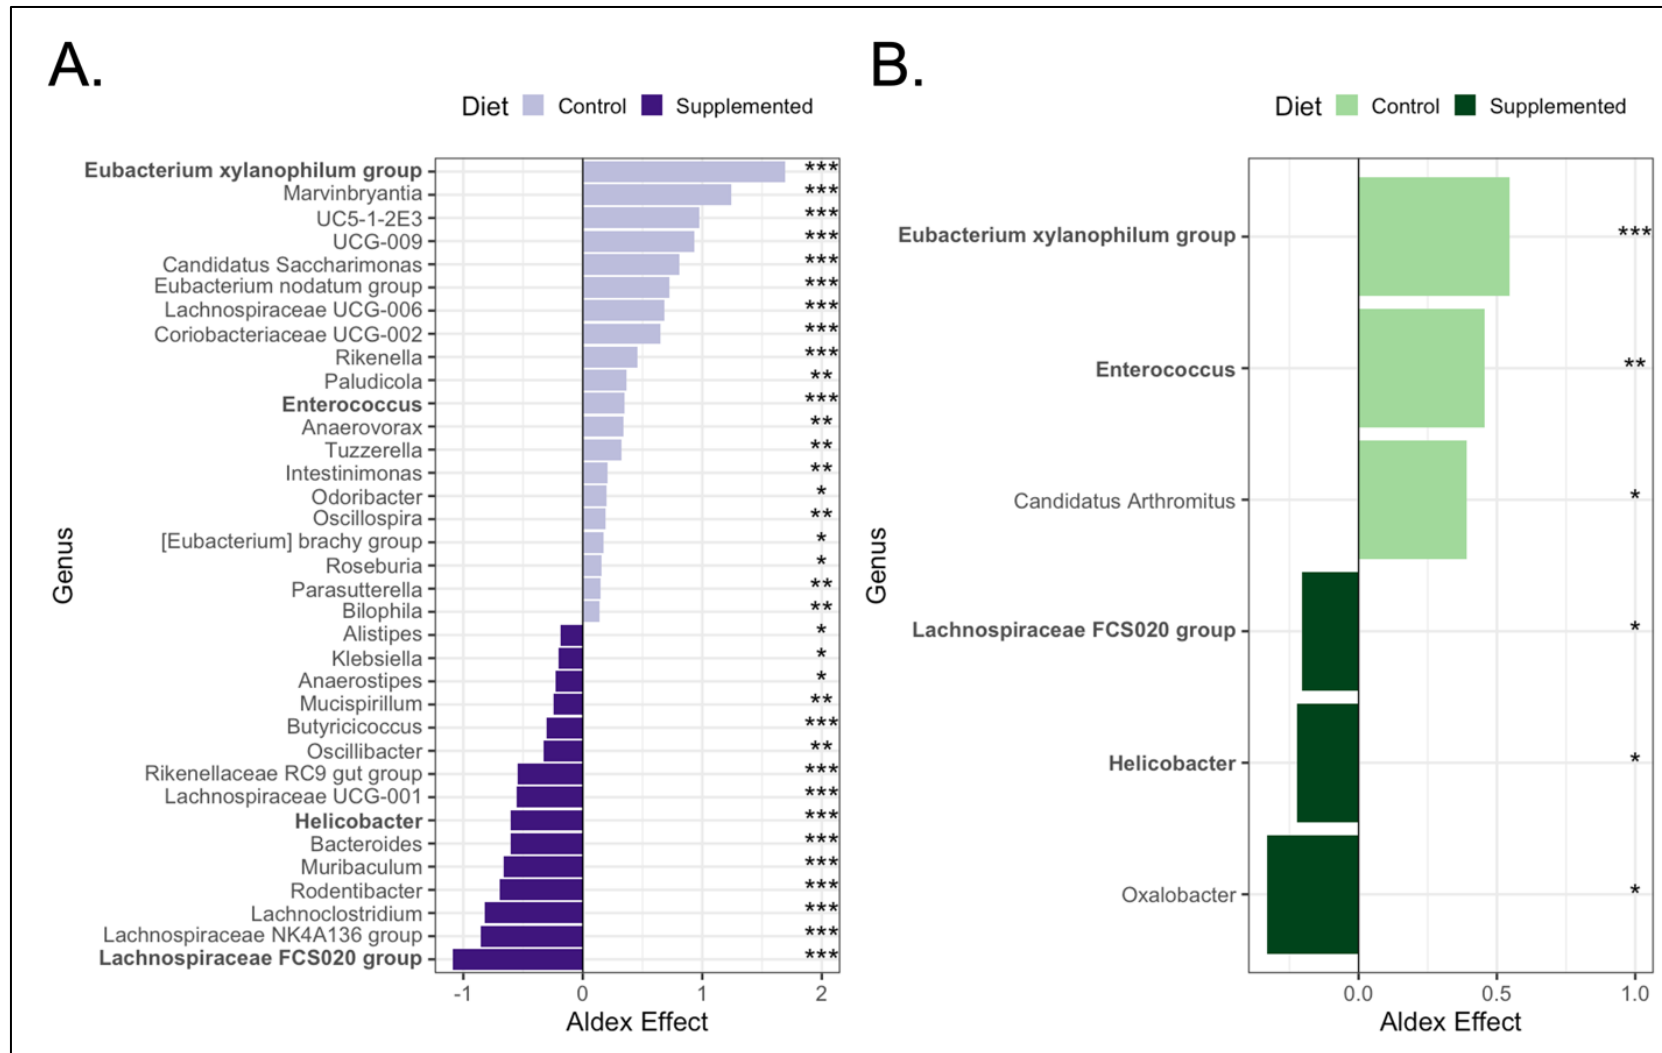 A.
Diet Control Supplemented
Genus
Eubacterium xylanophilum group ***
Marvinbryantia ***
UC5-1-2E3 ***
UCG-009 ***
Candidatus Saccharimonas ***
Eubacterium nodatum group ***
Lachnospiraceae UCG-006 ***
Coriobacteriaceae UCG-002 ***
Rikenella ***
Paludicola **
Enterococcus ***
Anaerovorax **
Tuzzerella **
Intestinimonas **
Odoribacter *
Oscillospira **
[Eubacterium] brachy group *
Roseburia *
Parasutterella **
Bilophila **
Alistipes *
Klebsiella *
Anaerostipes *
Mucispirillum **
Butyricicoccus ***
Oscillibacter **
Rikenellaceae RC9 gut group ***
Lachnospiraceae UCG-001 ***
Helicobacter ***
Bacteroides ***
Muribaculum ***
Rodentibacter ***
Lachnoclostridium ***
Lachnospiraceae NK4A136 group ***
Lachnospiraceae FCS020 group ***
-1 0 1 2
Aldex Effect
B.
Diet Control Supplemented
Genus
Eubacterium xylanophilum group ***
Enterococcus **
Candidatus Arthromitus *
Lachnospiraceae FCS020 group *
Helicobacter *
Oxalobacter *
0.0 0.5 1.0
Aldex Effect